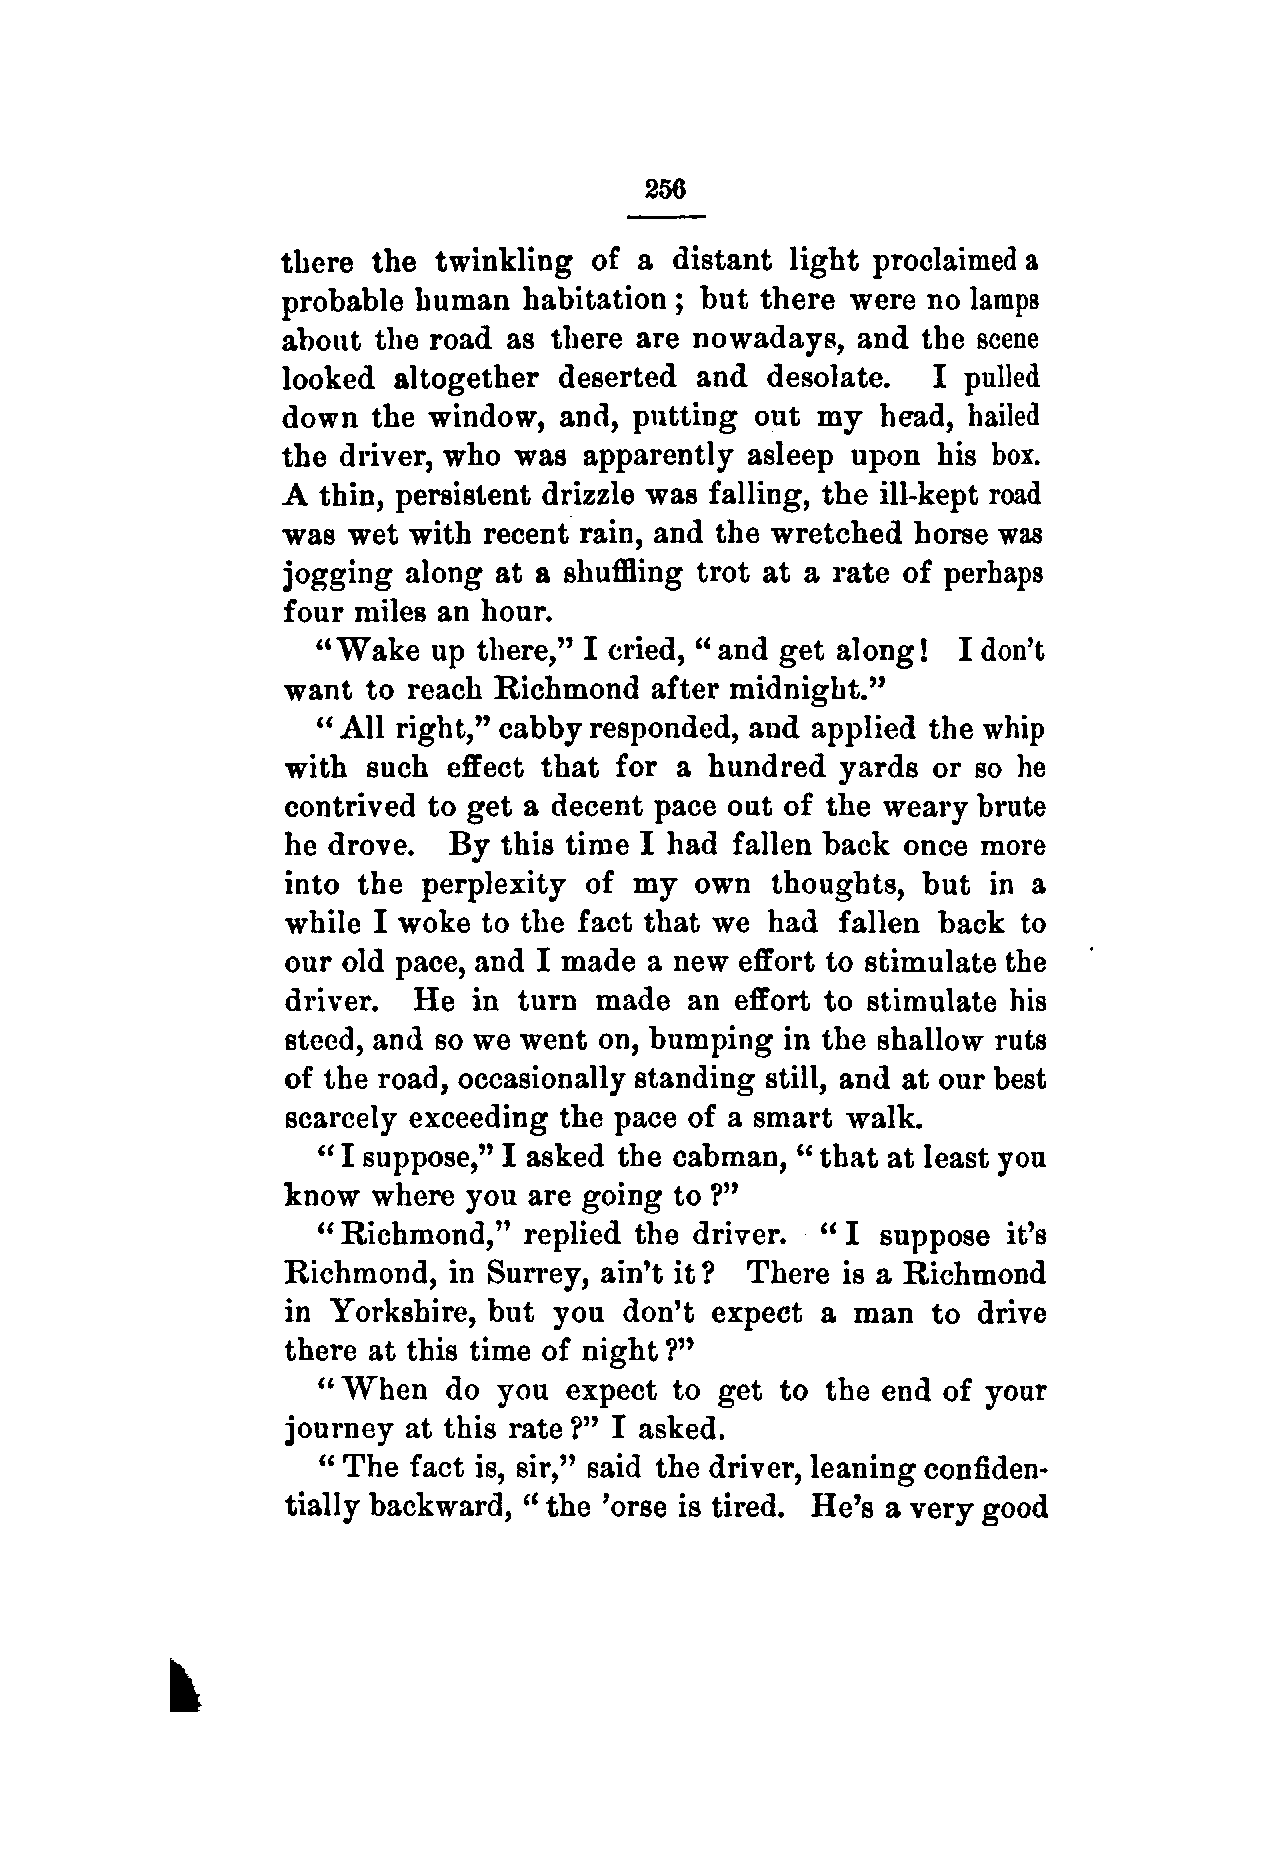 256
there the twinkling of a distant light proclaimed a
probable human habitation ; but there were no lamps
about the road as there are nowadays, and the scene
looked altogether deserted and desolate. I pulled
down the window, and, putting out my head, hailed
the driver, who was apparently asleep upon his box.
A thin, persistent drizzle was falling, the ill-kept road
was wet with recent rain, and the wretched horse was
jogging along at a shuffling trot at a rate of perhaps
four miles an hour.
“Wake up there,” I cried, “and get along! I don’t
want to reach Richmond after midnight.”
“All right,” cabby responded, and applied the whip
with such effect that for a hundred yards or so he
contrived to get a decent pace out of the weary brute
he drove. By this time I had fallen back once more
into the perplexity of my own thoughts, but in a
while I woke to the fact that we had fallen back to
our old pace, and I made a new effort to stimulate the
driver. He in turn made an effort to stimulate his
steed, and so we went on, bumping in the shallow ruts
of the road, occasionally standing still, and at our best
scarcely exceeding the pace of a smart walk.
“I suppose,” I asked the cabman, “that at least you
know where you are going to ?”
“Richmond,” replied the driver. “I suppose it’s
Richmond, in Surrey, ain’t it ? There is a Richmond
in Yorkshire, but you don’t expect a man to drive
there at this time of night ?”
“When do you expect to get to the end of your
journey at this rate ?” I asked.
“The fact is, sir,” said the driver, leaning confiden-
tially backward, “the ’orse is tired. He’s a very good